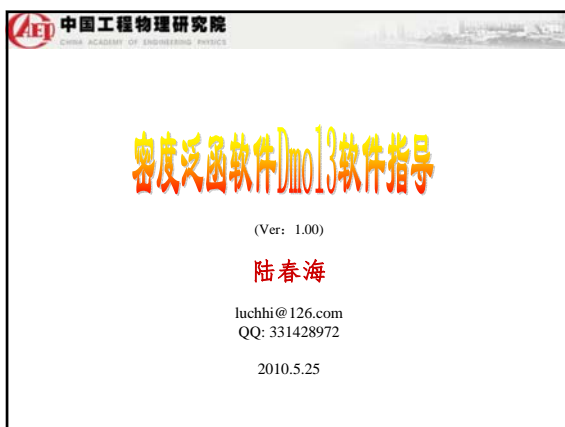 中国工程物理研究院
CHINA ACADEMY OF ENGINEERING PHYSICS
密度泛函软件Dmol3软件指导
(Ver: 1.00)
陆春海
luchhi@126.com
QQ: 331428972
2010.5.25